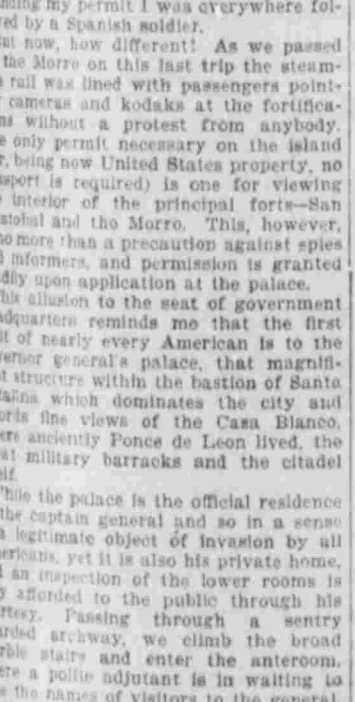 nding my permit I was everywhere fol-
ed by a Spanish soldier.
ut now, how different! As we passed
the Morro on this last trip the steam-
rail was lined with passengers point-
cameras and kodaks at the fortifica-
ns without a protest from anybody.
e only permit necessary on the island
r, being now United States property, no
sport is required) is one for viewing
interior of the principal forts—San
istobal and tho Morro. This, however,
no more than a precaution against spies
d informers, and permission is granted
dily upon application at the palace.
his allusion to the seat of government
adquarters reminds me that the first
it of nearly every American is to the
ernor general's palace, that magnifi-
t structure within the bastion of Santa
alina which dominates the city and
ords fine views of the Casa Blanco,
ere anciently Ponce de Leon lived, the
at military barracks and the citadel
elf.
hile the palace is the official residence
the captain general and so in a sense
legitimate object of invasion by all
ericans, yet it is also his private home,
d an inspection of the lower rooms is
y afforded to the public through his
rtesy. Passing through a sentry
arded archway, we climb the broad
rble stairs and enter the anteroom,
ere a polite adjutant is in waiting to
e the names of visitors to the general